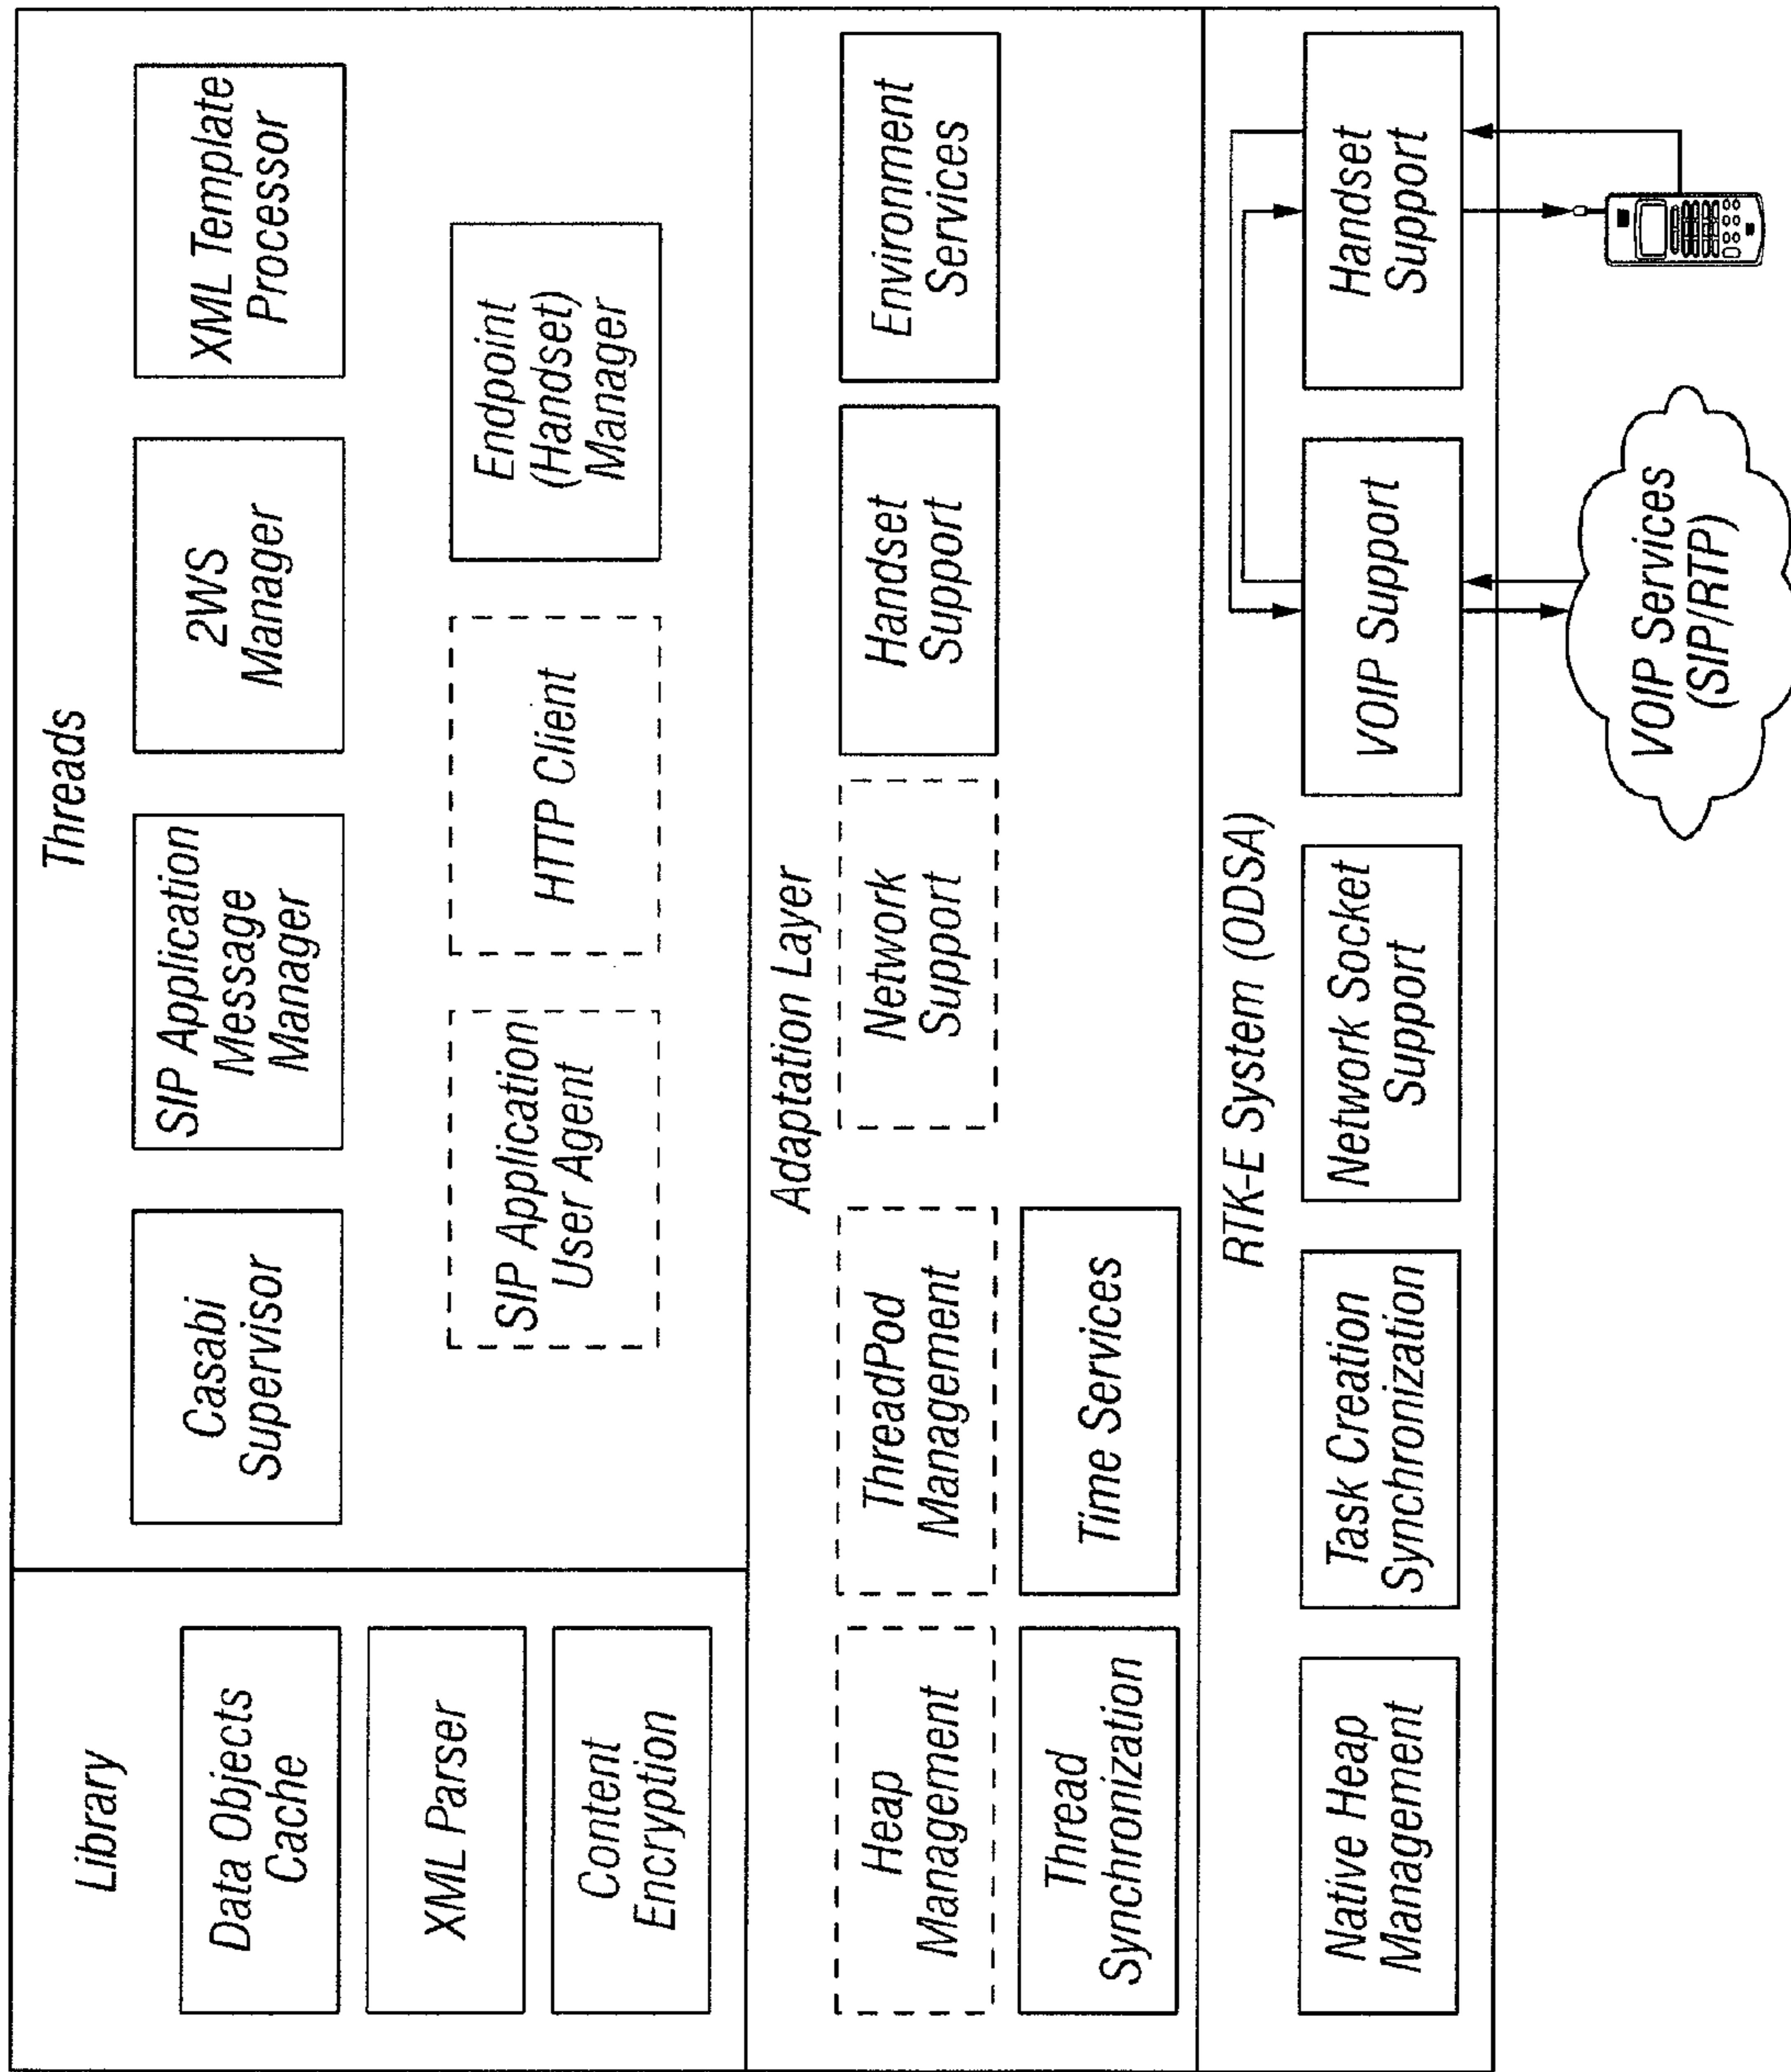 Library
Data Objects
Cache
XML Parser
Content
Encryption
Threads
Casabi
Supervisor
SIP Application
Message
Manager
2WS
Manager
XML Template
Processor
SIP Application
User Agent
HTTP Client
Endpoint
(Handset)
Manager
Adaptation Layer
Heap
Management
ThreadPod
Management
Network
Support
Handset
Support
Environment
Services
Thread
Synchronization
Time Services
RTK-E System (ODSA)
Native Heap
Management
Task Creation
Synchronization
Network Socket
Support
VOIP Support
Handset
Support
VOIP Services
(SIP/RTP)